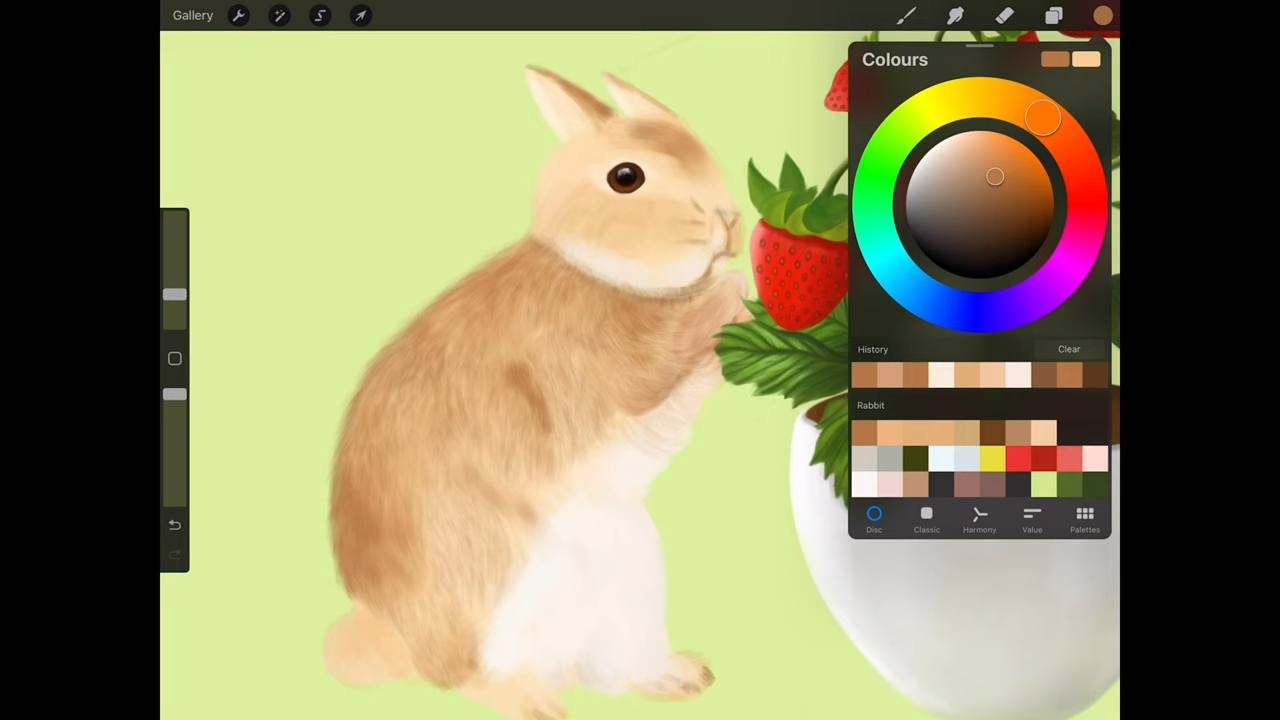 Gallery
Colours
History
Clear
Rabbit
Disc
Classic
Harmony
Value
Palettes